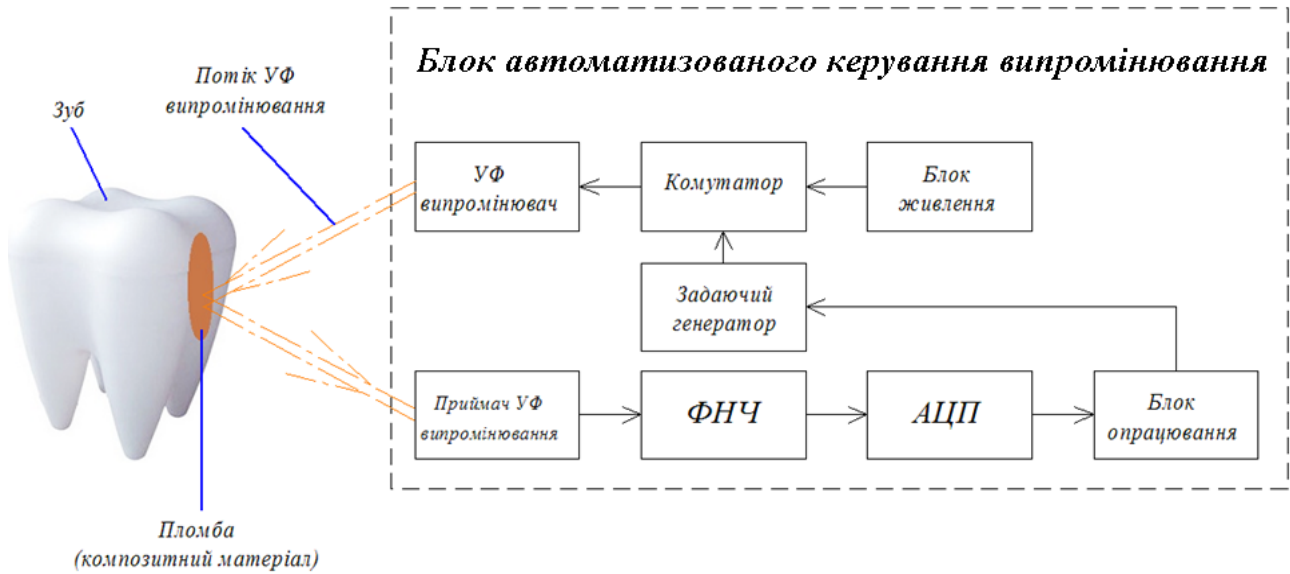 Блок автоматизованого керування випромінювання
Потік УФ
випромінювання
Зуб
УФ
випромінювач
Комутатор
Блок
живлення
Задаючий
генератор
Приймач УФ
випромінювання
ФНЧ
АЦП
Блок
опрацювання
Пломба
(композитний матеріал)